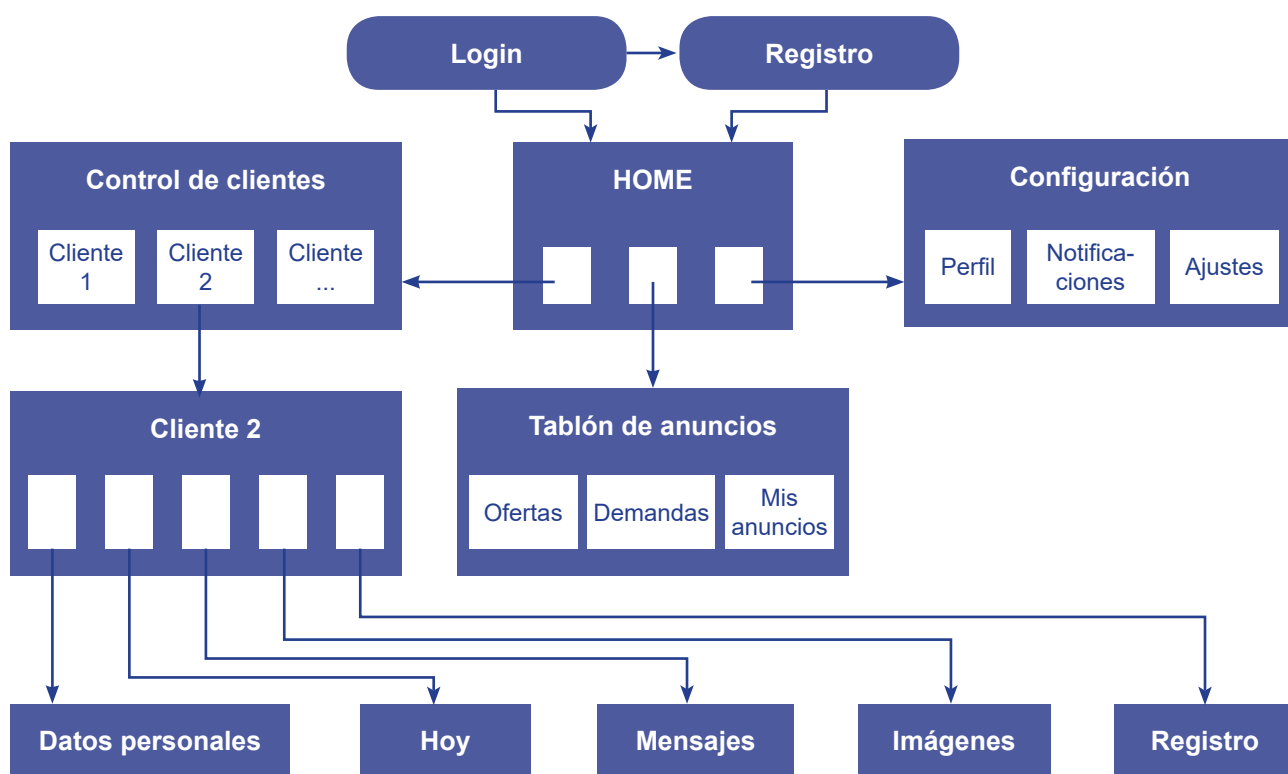 Login
Registro
Control de clientes
HOME
Configuración
Cliente
1
Cliente
2
Cliente
...
Perfil
Notifica-
ciones
Ajustes
Cliente 2
Tablón de anuncios
Ofertas
Demandas
Mis
anuncios
Datos personales
Hoy
Mensajes
Imágenes
Registro